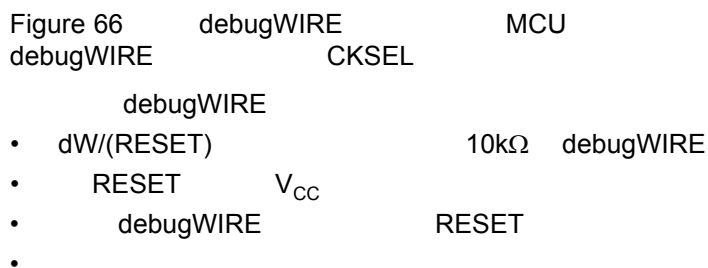 Figure 66 debugWIRE MCU
debugWIRE CKSEL
debugWIRE
• dW/(RESET) 10kΩ debugWIRE
• RESET V_CC
• debugWIRE RESET
•